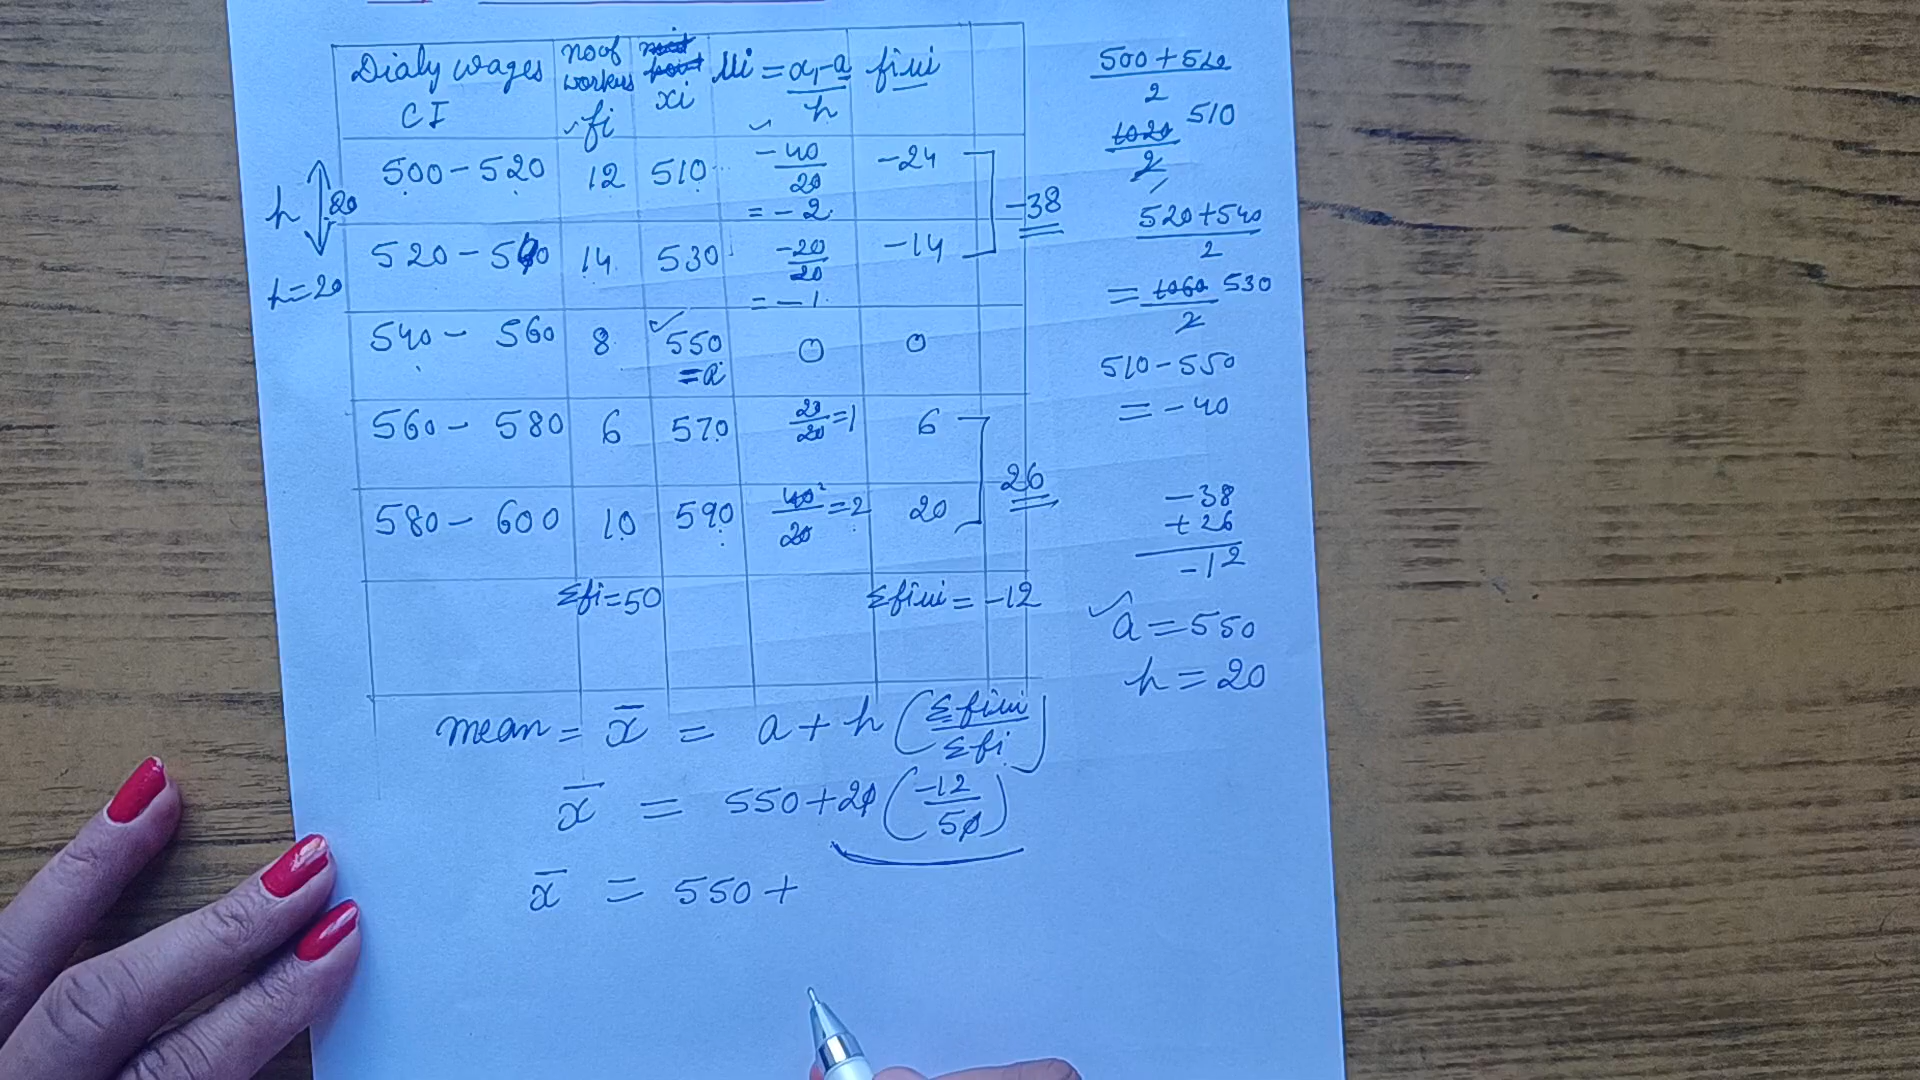 Dialy wages CI | no of workers fi | xi | ui = xi-a/h | fiui
500-520 | 12 | 510 | -40/20 = -2 | -24
520-540 | 14 | 530 | -20/20 = -1 | -14
-38
540- 560 | 8 | 550 =a | 0 | 0
560- 580 | 6 | 570 | 20/20 =1 | 6
580- 600 | 10 | 590 | 40/20 =2 | 20
26
Σfi=50 | Σfiui = -12
h 20
h=20
mean = x̄ = a + h (Σfiui/Σfi)
x̄ = 550+20 (-12/50)
x̄ = 550+
500+520/2
1020/2 510
520+540/2
= 1060/2 530
510-550
= -40
-38
+26
-12
a=550
h=20